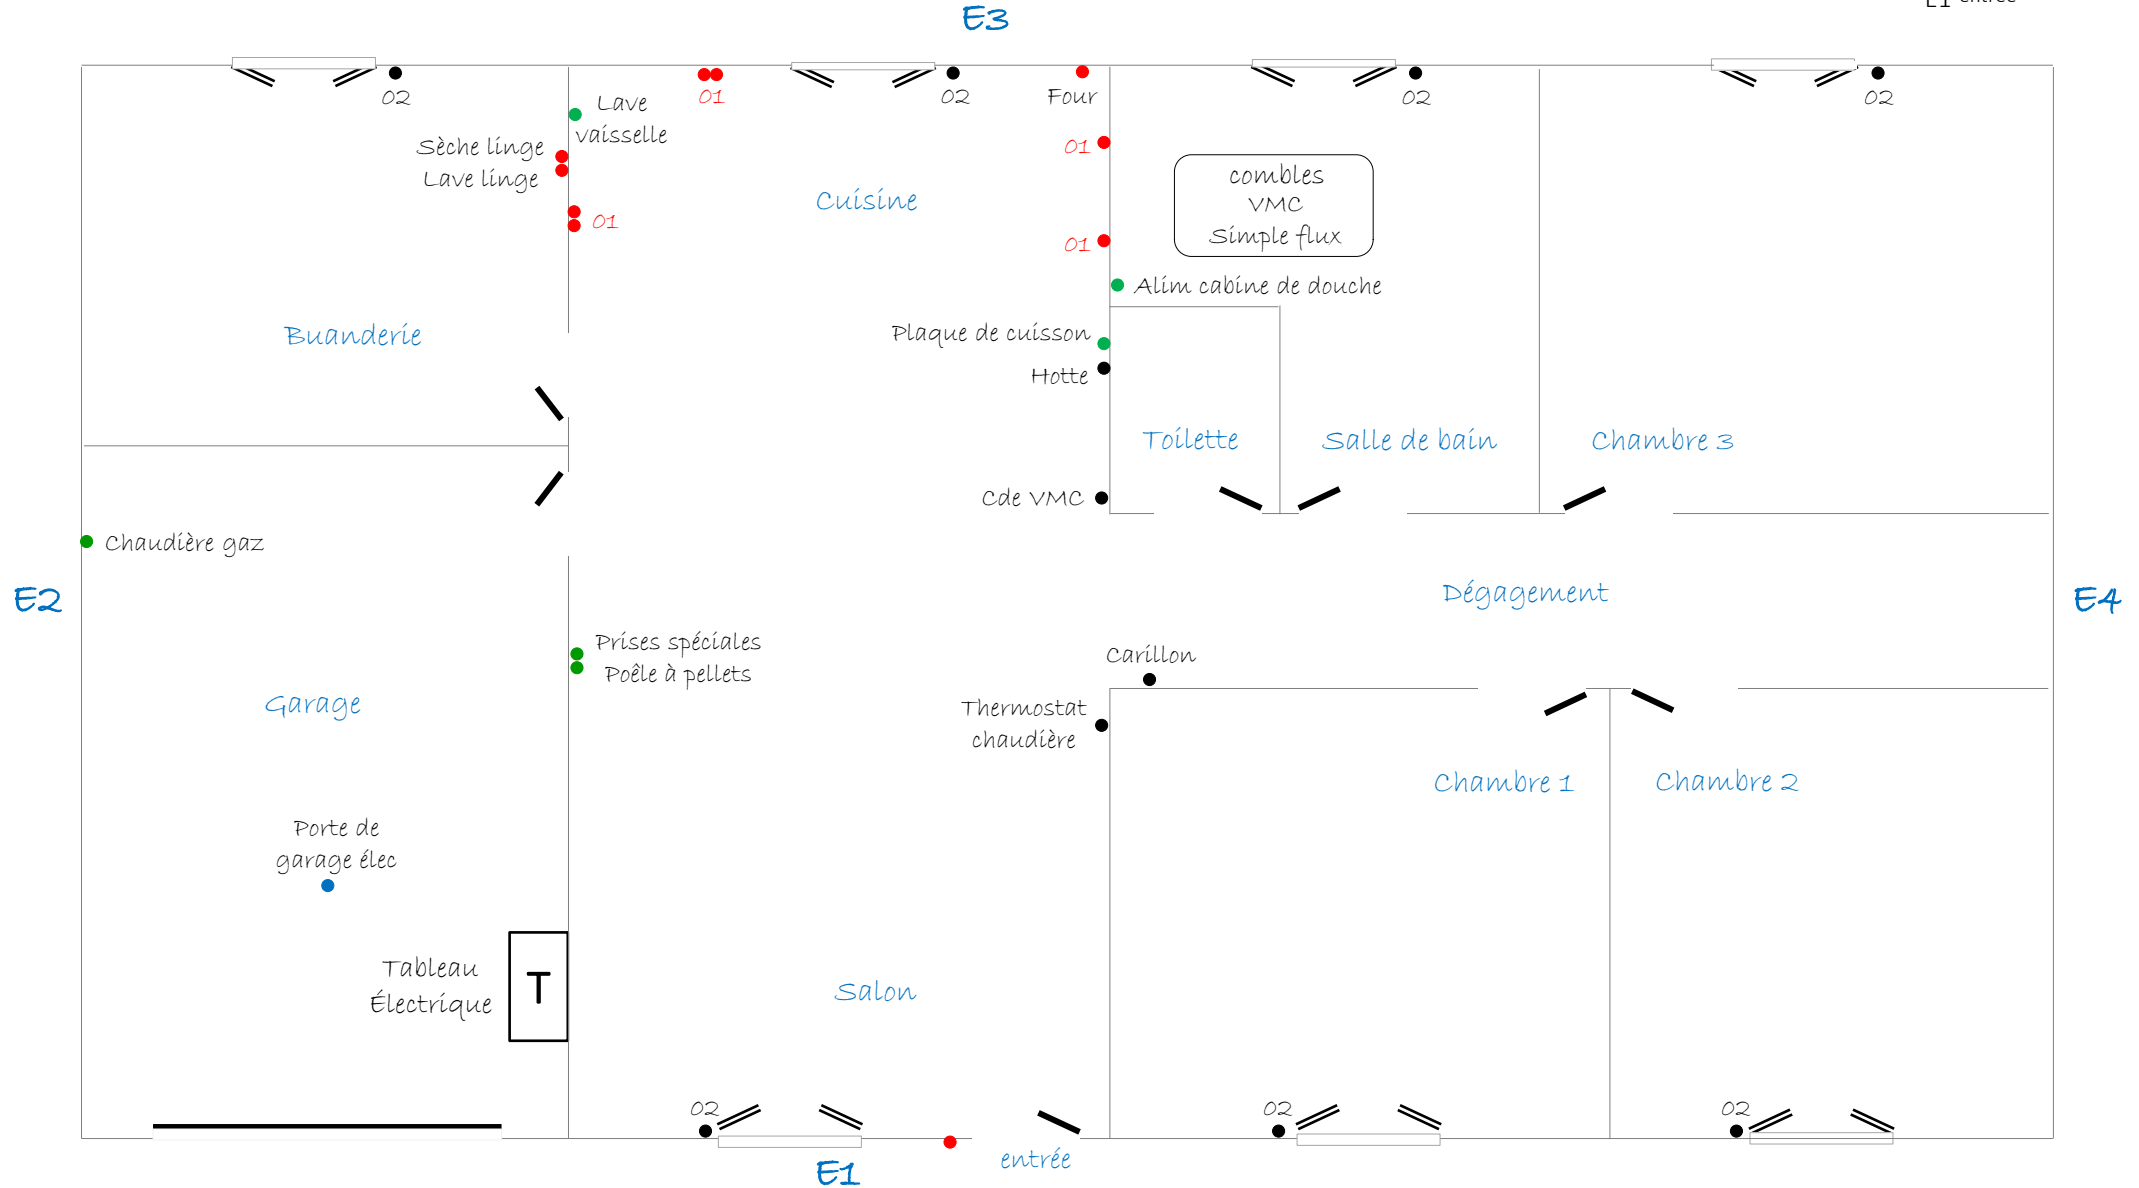 E3
E1 entrée
O2
O1
O2
Four
O2
O2
Lave
vaisselle
Sèche linge
Lave linge
O1
Cuisine
O1
O1
combles
VMC
Simple flux
Alim cabine de douche
Buanderie
Plaque de cuisson
Hotte
Toilette
Salle de bain
Chambre 3
Cde VMC
Chaudière gaz
E2
Dégagement
E4
Prises spéciales
Poêle à pellets
Carillon
Garage
Thermostat
chaudière
Chambre 1
Chambre 2
Porte de
garage élec
Tableau
Électrique
T
Salon
O2
O2
O2
entrée
E1